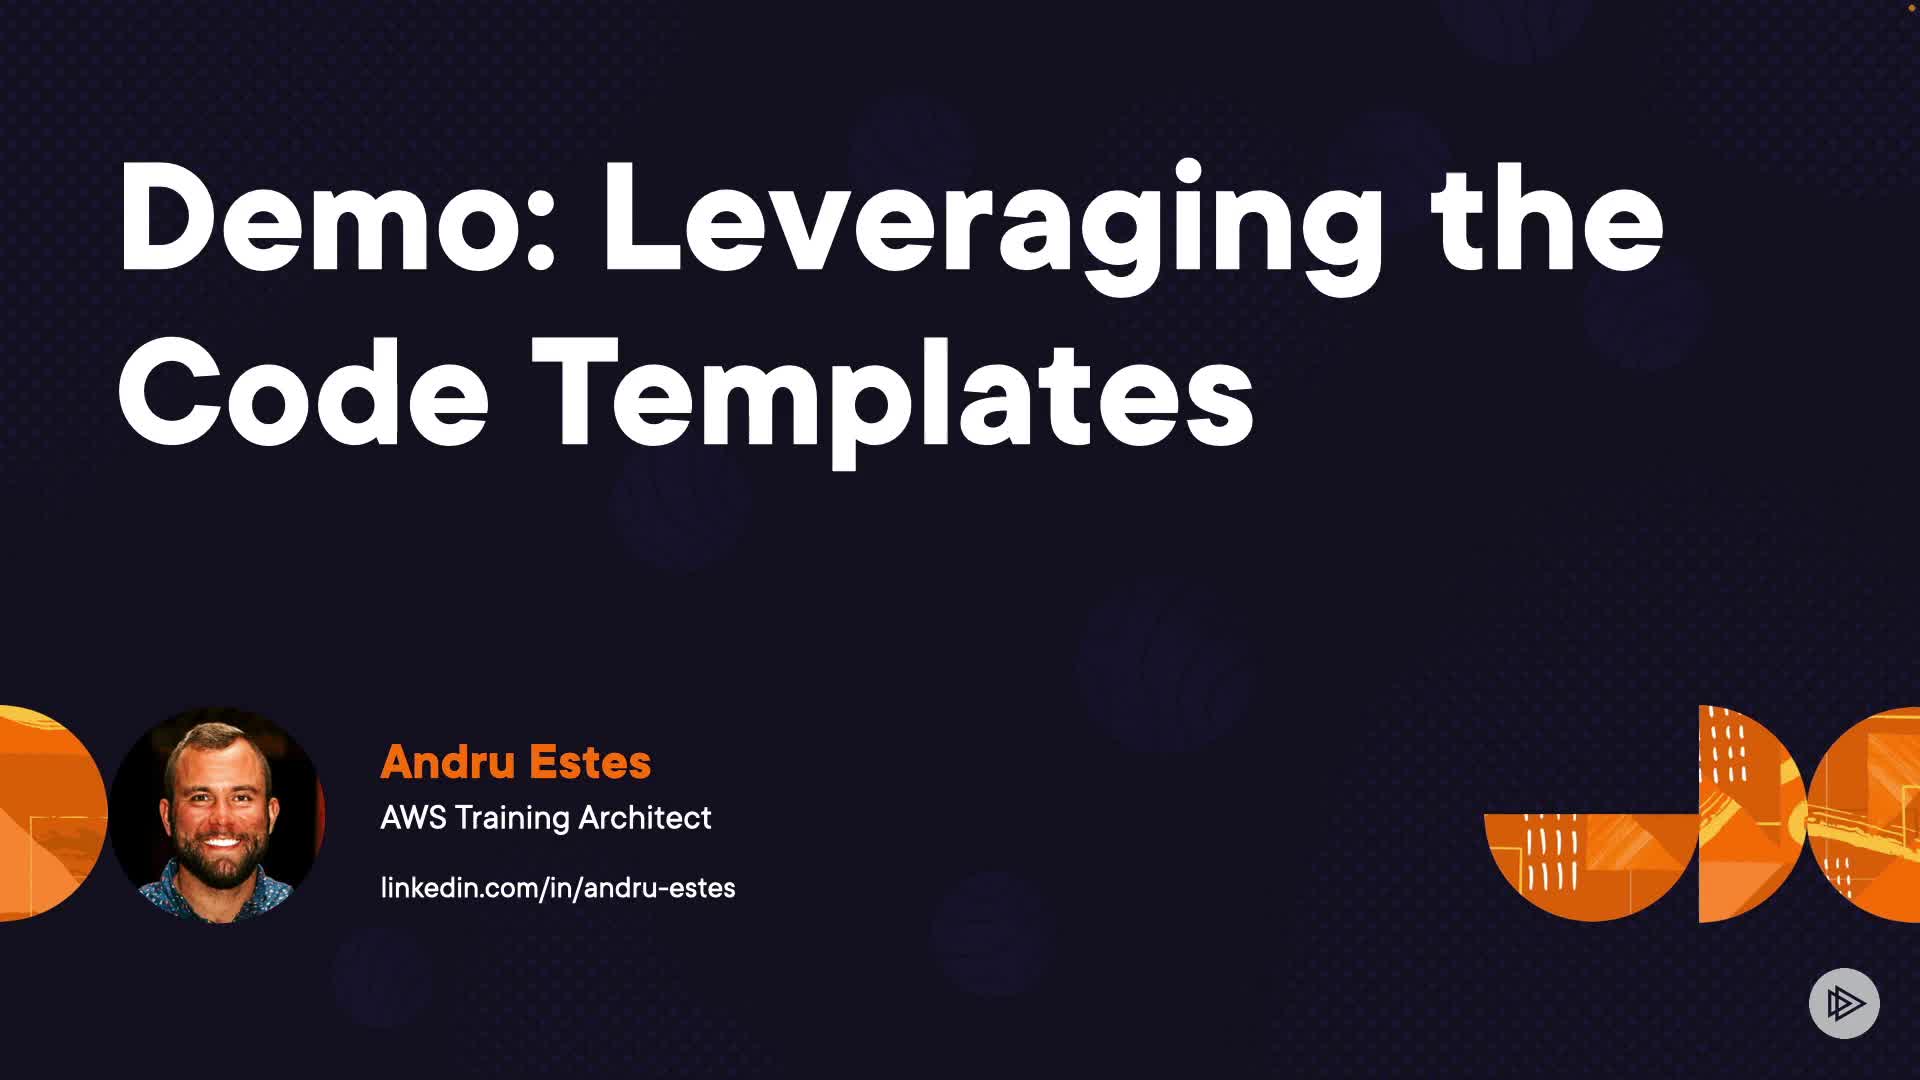 Demo: Leveraging the
Code Templates
Andru Estes
AWS Training Architect
linkedin.com/in/andru-estes